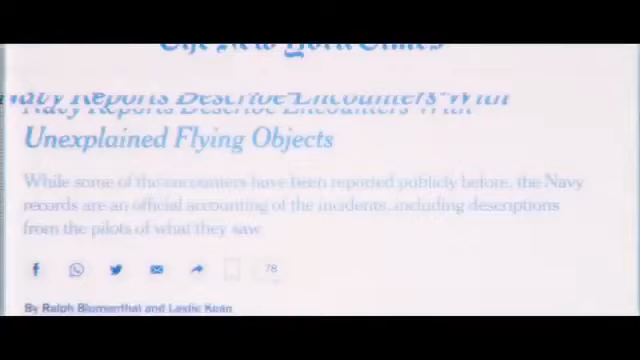 The New York Times
Navy Reports Describe Encounters With
Unexplained Flying Objects
While some of the encounters have been reported publicly before, the Navy
records are an official accounting of the incidents, including descriptions
from the pilots of what they saw.
78
By Ralph Blumenthal and Leslie Kean